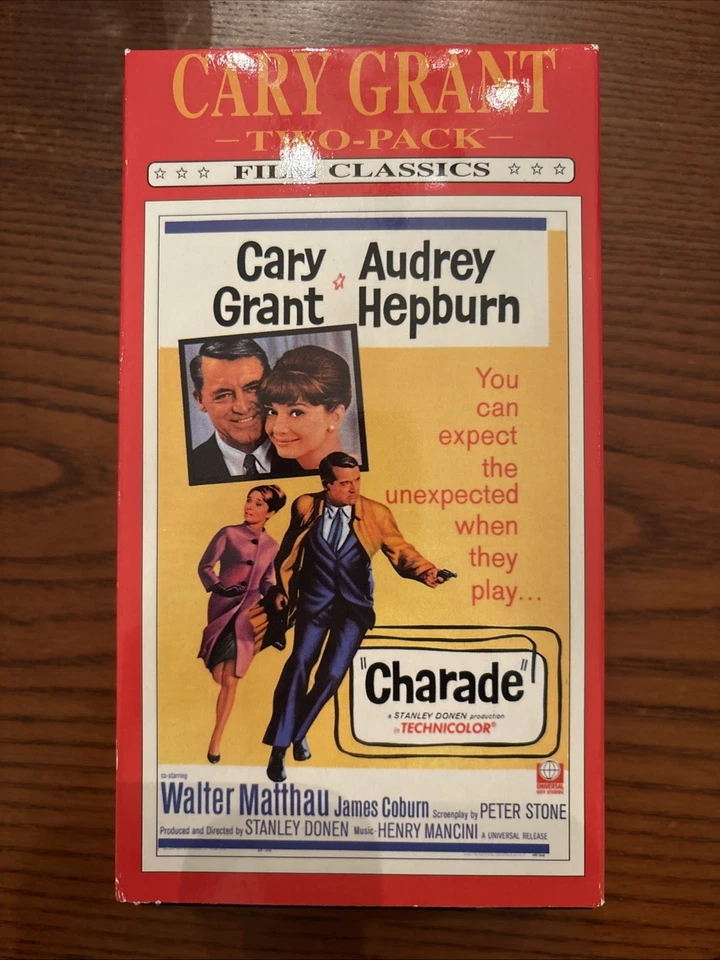 CARY GRANT
– TWO-PACK –
FILM CLASSICS
Cary Audrey
Grant Hepburn
You
can
expect
the
unexpected
when
they
play...
"Charade"
a STANLEY DONEN production
in TECHNICOLOR®
co-starring
Walter Matthau James Coburn Screenplay by PETER STONE
Produced and Directed by STANLEY DONEN Music- HENRY MANCINI A UNIVERSAL RELEASE
UNIVERSAL